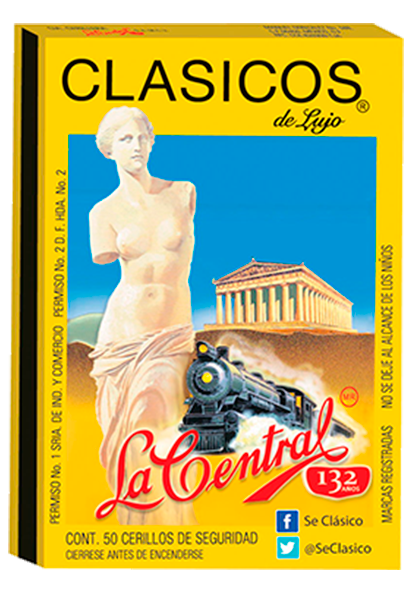 CLASICOS
®
de Lujo
PERMISO No. 1 SRIA. DE IND. Y COMERCIO PERMISO No. 2 D. F. HDA. No. 2
MARCAS REGISTRADAS NO SE DEJE AL ALCANCE DE LOS NIÑOS
MR
La Central
132
AÑOS
f Se Clásico
@SeClasico
CONT. 50 CERILLOS DE SEGURIDAD
CIERRESE ANTES DE ENCENDERSE